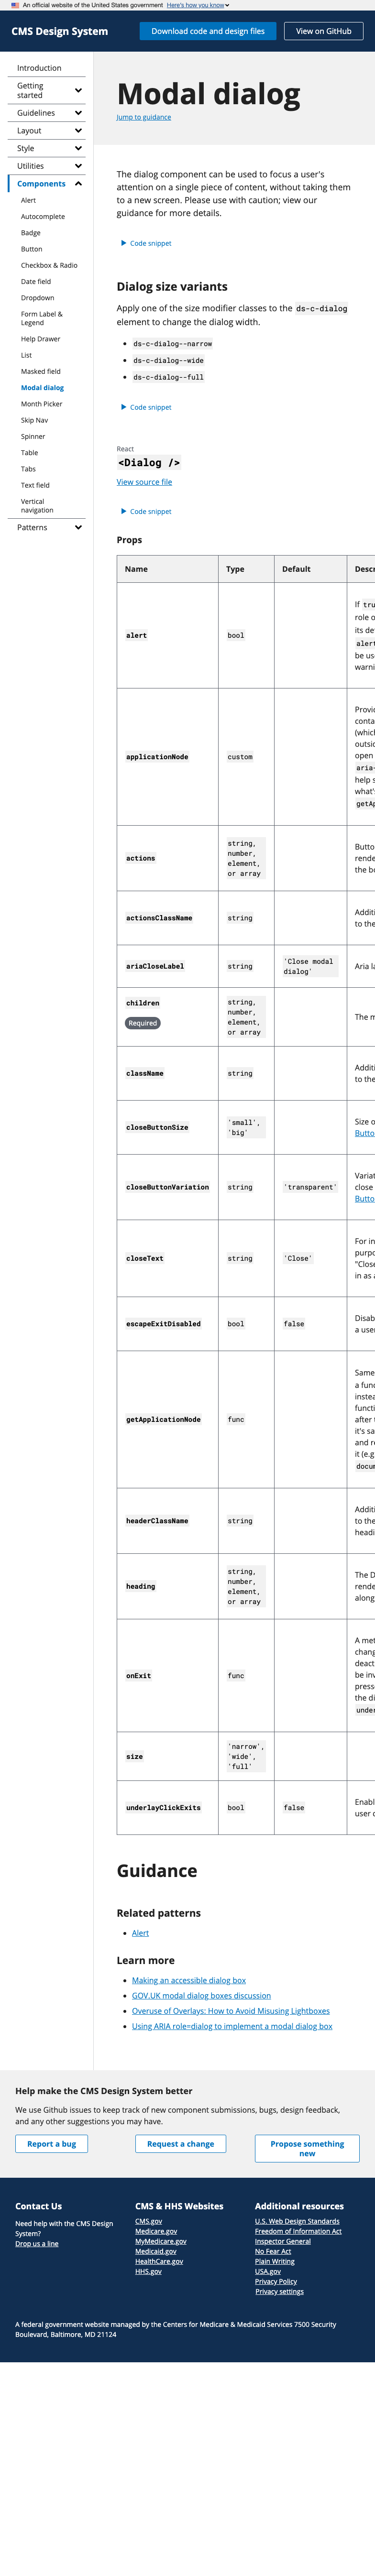 An official website of the United States government Here's how you know
CMS Design System
Download code and design files
View on GitHub
Introduction
Getting
started
Guidelines
Layout
Style
Utilities
Components
Alert
Autocomplete
Badge
Button
Checkbox & Radio
Date field
Dropdown
Form Label &
Legend
Help Drawer
List
Masked field
Modal dialog
Month Picker
Skip Nav
Spinner
Table
Tabs
Text field
Vertical
navigation
Patterns
Modal dialog
Jump to guidance
The dialog component can be used to focus a user's
attention on a single piece of content, without taking them
to a new screen. Please use with caution; view our
guidance for more details.
Code snippet
Dialog size variants
Apply one of the size modifier classes to the ds-c-dialog
element to change the dialog width.
ds-c-dialog--narrow
ds-c-dialog--wide
ds-c-dialog--full
Code snippet
React
<Dialog />
View source file
Code snippet
Props
Name Type Default Descr
alert bool
If tru
role o
its de
alert
be us
warni
applicationNode custom
Provi
conta
(whic
outsid
open
aria-
help s
what'
getAp
actions
string,
number,
element,
or array
Butto
rende
the bo
actionsClassName string
Additi
to the
ariaCloseLabel string
'Close modal
dialog'
Aria la
children
Required
string,
number,
element,
or array
The m
className string
Additi
to the
closeButtonSize
'small',
'big'
Size o
Butto
closeButtonVariation string 'transparent'
Variat
close
Butto
closeText string 'Close'
For in
purpo
"Close
in as a
escapeExitDisabled bool false
Disab
a user
getApplicationNode func
Same
a func
instea
functi
after t
it's sa
and re
it (e.g
docum
headerClassName string
Additi
to the
headi
heading
string,
number,
element,
or array
The D
rende
along
onExit func
A met
chang
deact
be inv
press
the di
under
size
'narrow',
'wide',
'full'
underlayClickExits bool false
Enabl
user c
Guidance
Related patterns
Alert
Learn more
Making an accessible dialog box
GOV.UK modal dialog boxes discussion
Overuse of Overlays: How to Avoid Misusing Lightboxes
Using ARIA role=dialog to implement a modal dialog box
Help make the CMS Design System better
We use Github issues to keep track of new component submissions, bugs, design feedback,
and any other suggestions you may have.
Report a bug
Request a change
Propose something
new
Contact Us
Need help with the CMS Design
System?
Drop us a line
CMS & HHS Websites
CMS.gov
Medicare.gov
MyMedicare.gov
Medicaid.gov
HealthCare.gov
HHS.gov
Additional resources
U.S. Web Design Standards
Freedom of Information Act
Inspector General
No Fear Act
Plain Writing
USA.gov
Privacy Policy
Privacy settings
A federal government website managed by the Centers for Medicare & Medicaid Services 7500 Security
Boulevard, Baltimore, MD 21124